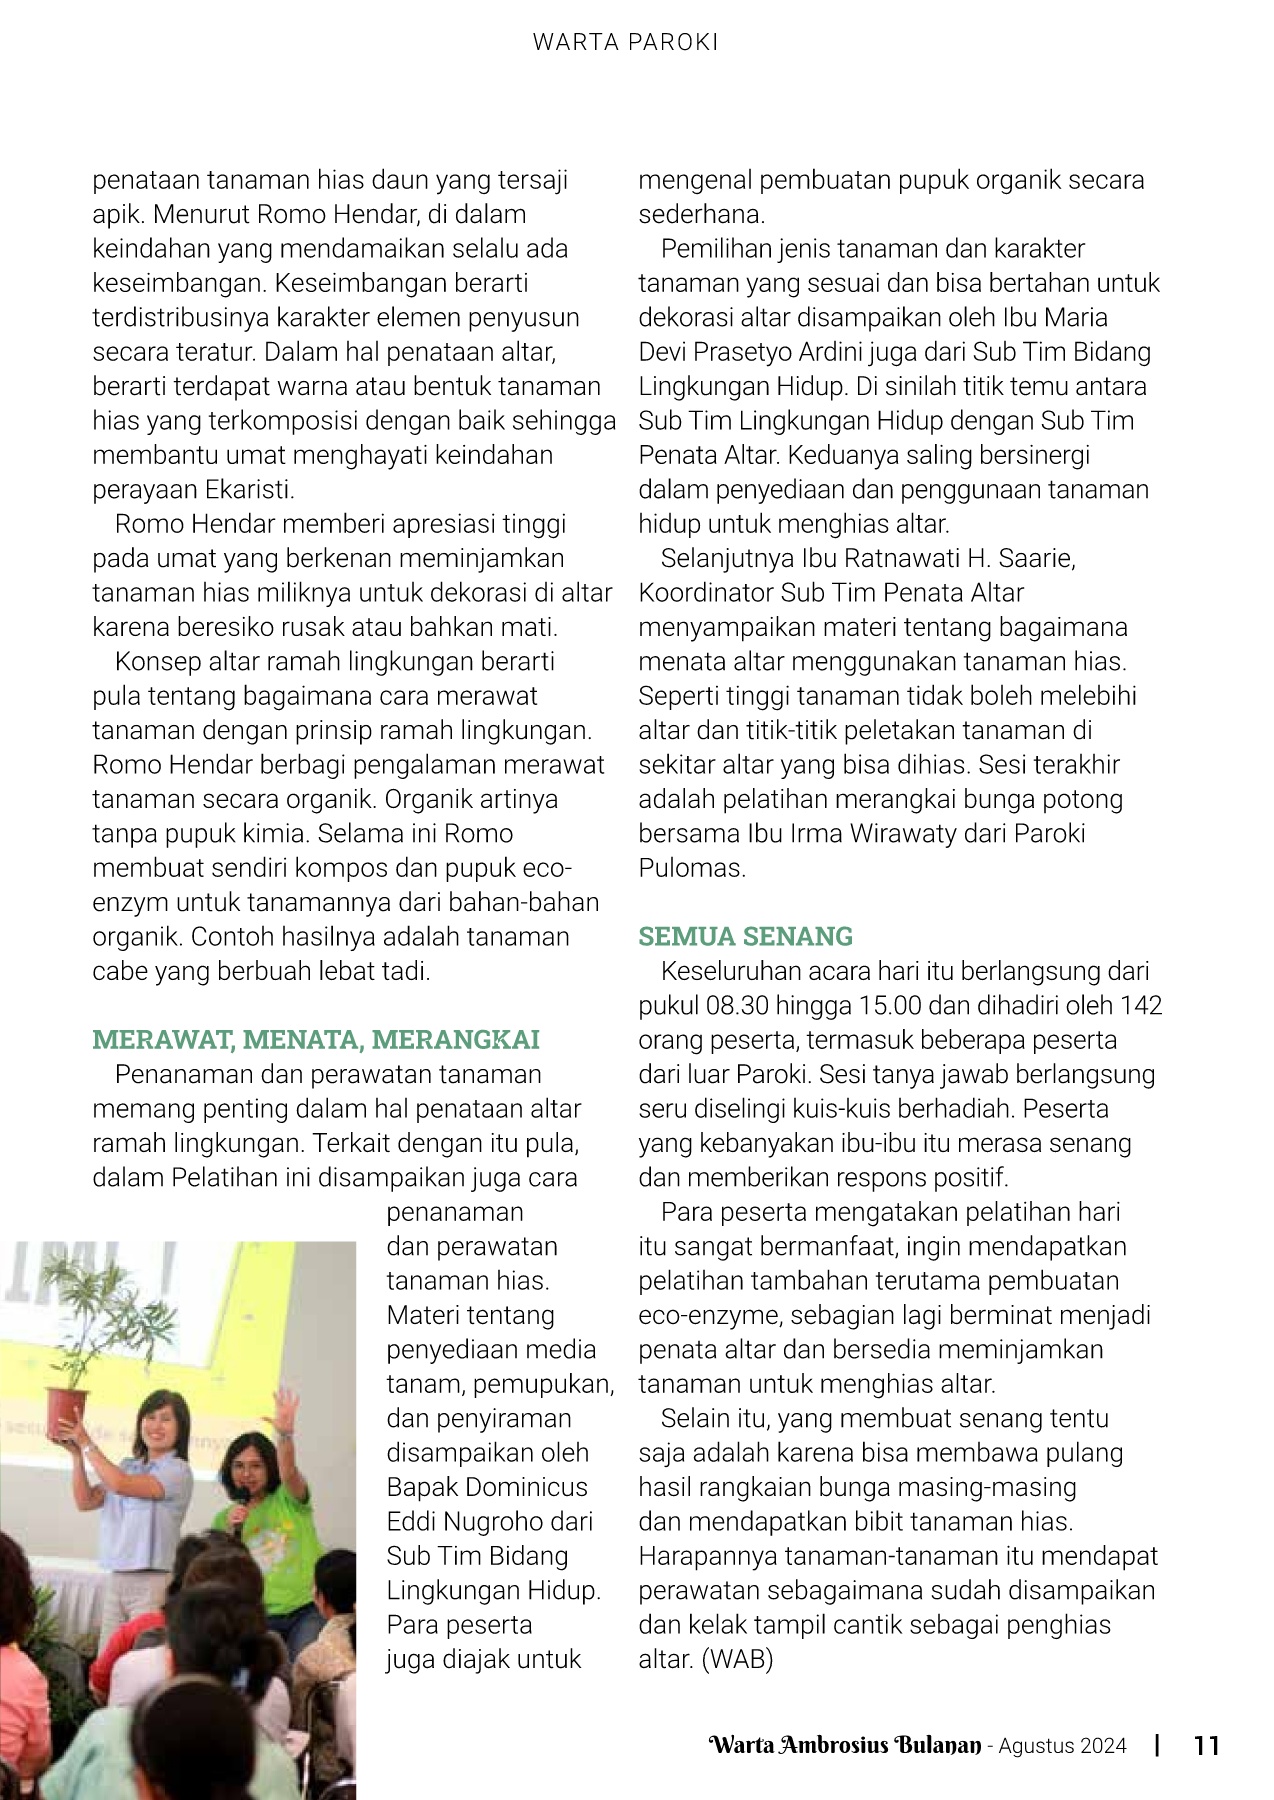 WARTA PAROKI
penataan tanaman hias daun yang tersaji
apik. Menurut Romo Hendar, di dalam
keindahan yang mendamaikan selalu ada
keseimbangan. Keseimbangan berarti
terdistribusinya karakter elemen penyusun
secara teratur. Dalam hal penataan altar,
berarti terdapat warna atau bentuk tanaman
hias yang terkomposisi dengan baik sehingga
membantu umat menghayati keindahan
perayaan Ekaristi.
Romo Hendar memberi apresiasi tinggi
pada umat yang berkenan meminjamkan
tanaman hias miliknya untuk dekorasi di altar
karena beresiko rusak atau bahkan mati.
Konsep altar ramah lingkungan berarti
pula tentang bagaimana cara merawat
tanaman dengan prinsip ramah lingkungan.
Romo Hendar berbagi pengalaman merawat
tanaman secara organik. Organik artinya
tanpa pupuk kimia. Selama ini Romo
membuat sendiri kompos dan pupuk eco-
enzym untuk tanamannya dari bahan-bahan
organik. Contoh hasilnya adalah tanaman
cabe yang berbuah lebat tadi.
MERAWAT, MENATA, MERANGKAI
Penanaman dan perawatan tanaman
memang penting dalam hal penataan altar
ramah lingkungan. Terkait dengan itu pula,
dalam Pelatihan ini disampaikan juga cara
penanaman
dan perawatan
tanaman hias.
Materi tentang
penyediaan media
tanam, pemupukan,
dan penyiraman
disampaikan oleh
Bapak Dominicus
Eddi Nugroho dari
Sub Tim Bidang
Lingkungan Hidup.
Para peserta
juga diajak untuk
mengenal pembuatan pupuk organik secara
sederhana.
Pemilihan jenis tanaman dan karakter
tanaman yang sesuai dan bisa bertahan untuk
dekorasi altar disampaikan oleh Ibu Maria
Devi Prasetyo Ardini juga dari Sub Tim Bidang
Lingkungan Hidup. Di sinilah titik temu antara
Sub Tim Lingkungan Hidup dengan Sub Tim
Penata Altar. Keduanya saling bersinergi
dalam penyediaan dan penggunaan tanaman
hidup untuk menghias altar.
Selanjutnya Ibu Ratnawati H. Saarie,
Koordinator Sub Tim Penata Altar
menyampaikan materi tentang bagaimana
menata altar menggunakan tanaman hias.
Seperti tinggi tanaman tidak boleh melebihi
altar dan titik-titik peletakan tanaman di
sekitar altar yang bisa dihias. Sesi terakhir
adalah pelatihan merangkai bunga potong
bersama Ibu Irma Wirawaty dari Paroki
Pulomas.
SEMUA SENANG
Keseluruhan acara hari itu berlangsung dari
pukul 08.30 hingga 15.00 dan dihadiri oleh 142
orang peserta, termasuk beberapa peserta
dari luar Paroki. Sesi tanya jawab berlangsung
seru diselingi kuis-kuis berhadiah. Peserta
yang kebanyakan ibu-ibu itu merasa senang
dan memberikan respons positif.
Para peserta mengatakan pelatihan hari
itu sangat bermanfaat, ingin mendapatkan
pelatihan tambahan terutama pembuatan
eco-enzyme, sebagian lagi berminat menjadi
penata altar dan bersedia meminjamkan
tanaman untuk menghias altar.
Selain itu, yang membuat senang tentu
saja adalah karena bisa membawa pulang
hasil rangkaian bunga masing-masing
dan mendapatkan bibit tanaman hias.
Harapannya tanaman-tanaman itu mendapat
perawatan sebagaimana sudah disampaikan
dan kelak tampil cantik sebagai penghias
altar. (WAB)
Warta Ambrosius Bulanan - Agustus 2024 | 11